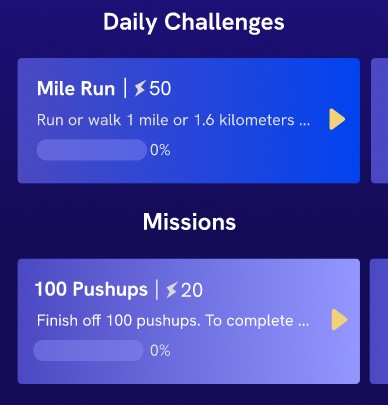 Daily Challenges
Mile Run | 50
Run or walk 1 mile or 1.6 kilometers ...
0%
Missions
100 Pushups | 20
Finish off 100 pushups. To complete ...
0%